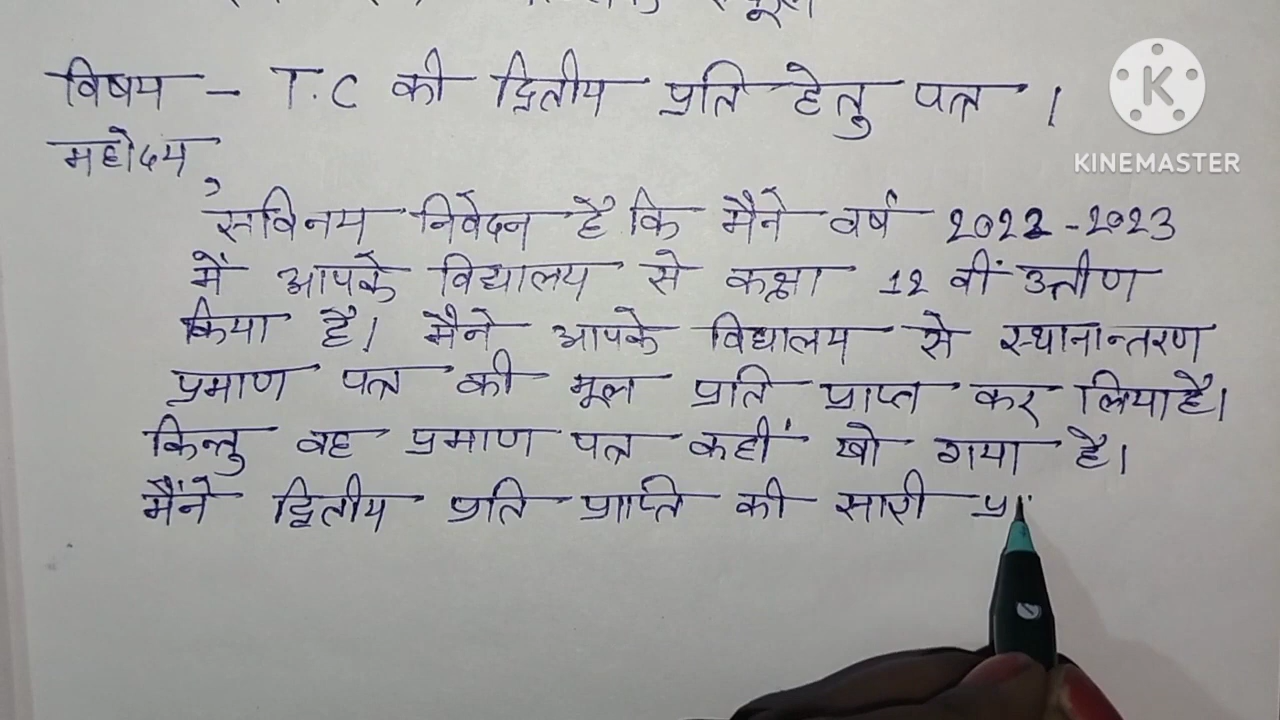 विषय - T.C की द्वितीय प्रति हेतु पत्र ।
K
KINEMASTER
महोदय,
सविनय निवेदन है कि मैने वर्ष 2022-2023
में आपके विद्यालय से कक्षा 12 वीं उत्तीण
किया है। मैने आपके विद्यालय से स्थानान्तरण
प्रमाण पत्र की मूल प्रति प्राप्त कर लिया है।
किन्तु वह प्रमाण पत्र कहीं खो गया है।
मैंने द्वितीय प्रति प्राप्ति की सारी प्र